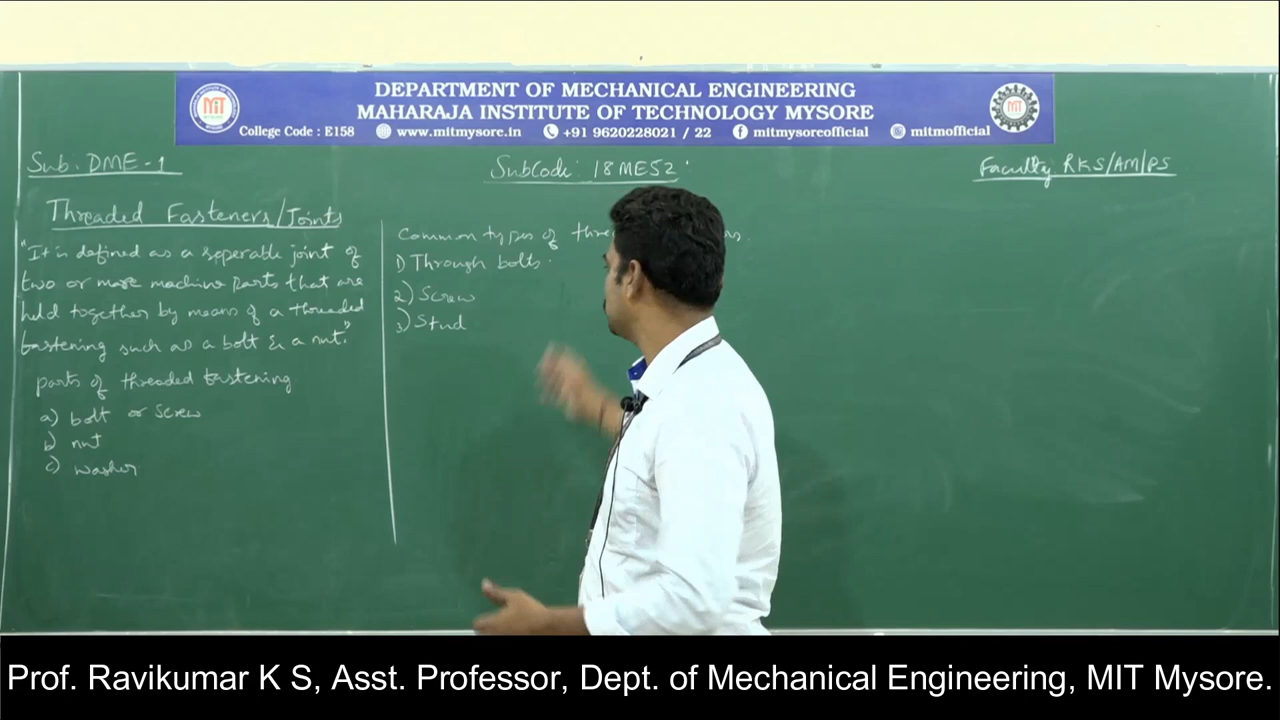 DEPARTMENT OF MECHANICAL ENGINEERING
MAHARAJA INSTITUTE OF TECHNOLOGY MYSORE
College Code : E158 www.mitmysore.in +91 9620228021 / 22 mitmysoreofficial mitmofficial
MIT
MIT
Sub: DME-1
SubCode: 18ME52
Faculty RKS/AM/PS
Threaded Fasteners/Joints
"It is defined as a seperable joint of
two or more machine parts that are
held together by means of a threaded
fastening such as a bolt & a nut."
parts of threaded fastening
a) bolt or screw
b) nut
c) washer
Common types of
1) Through bolts.
2) Screw
3) Stud
Prof. Ravikumar K S, Asst. Professor, Dept. of Mechanical Engineering, MIT Mysore.